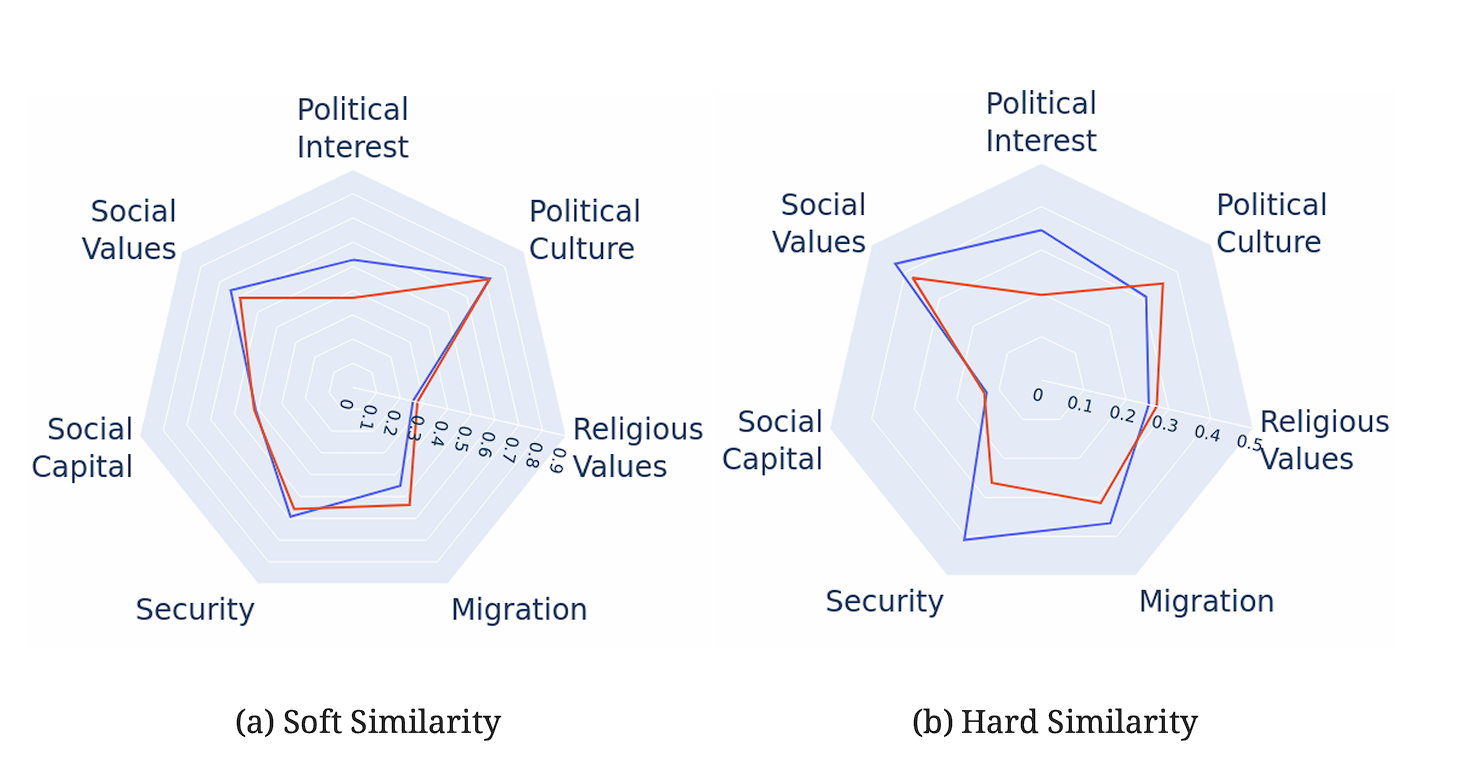 Political
Interest
Social
Values
Political
Culture
Social
Capital
Religious
Values
Security
Migration
0
0.1
0.2
0.3
0.4
0.5
0.6
0.7
0.8
0.9
(a) Soft Similarity
Political
Interest
Social
Values
Political
Culture
Social
Capital
Religious
Values
Security
Migration
0
0.1
0.2
0.3
0.4
0.5
(b) Hard Similarity